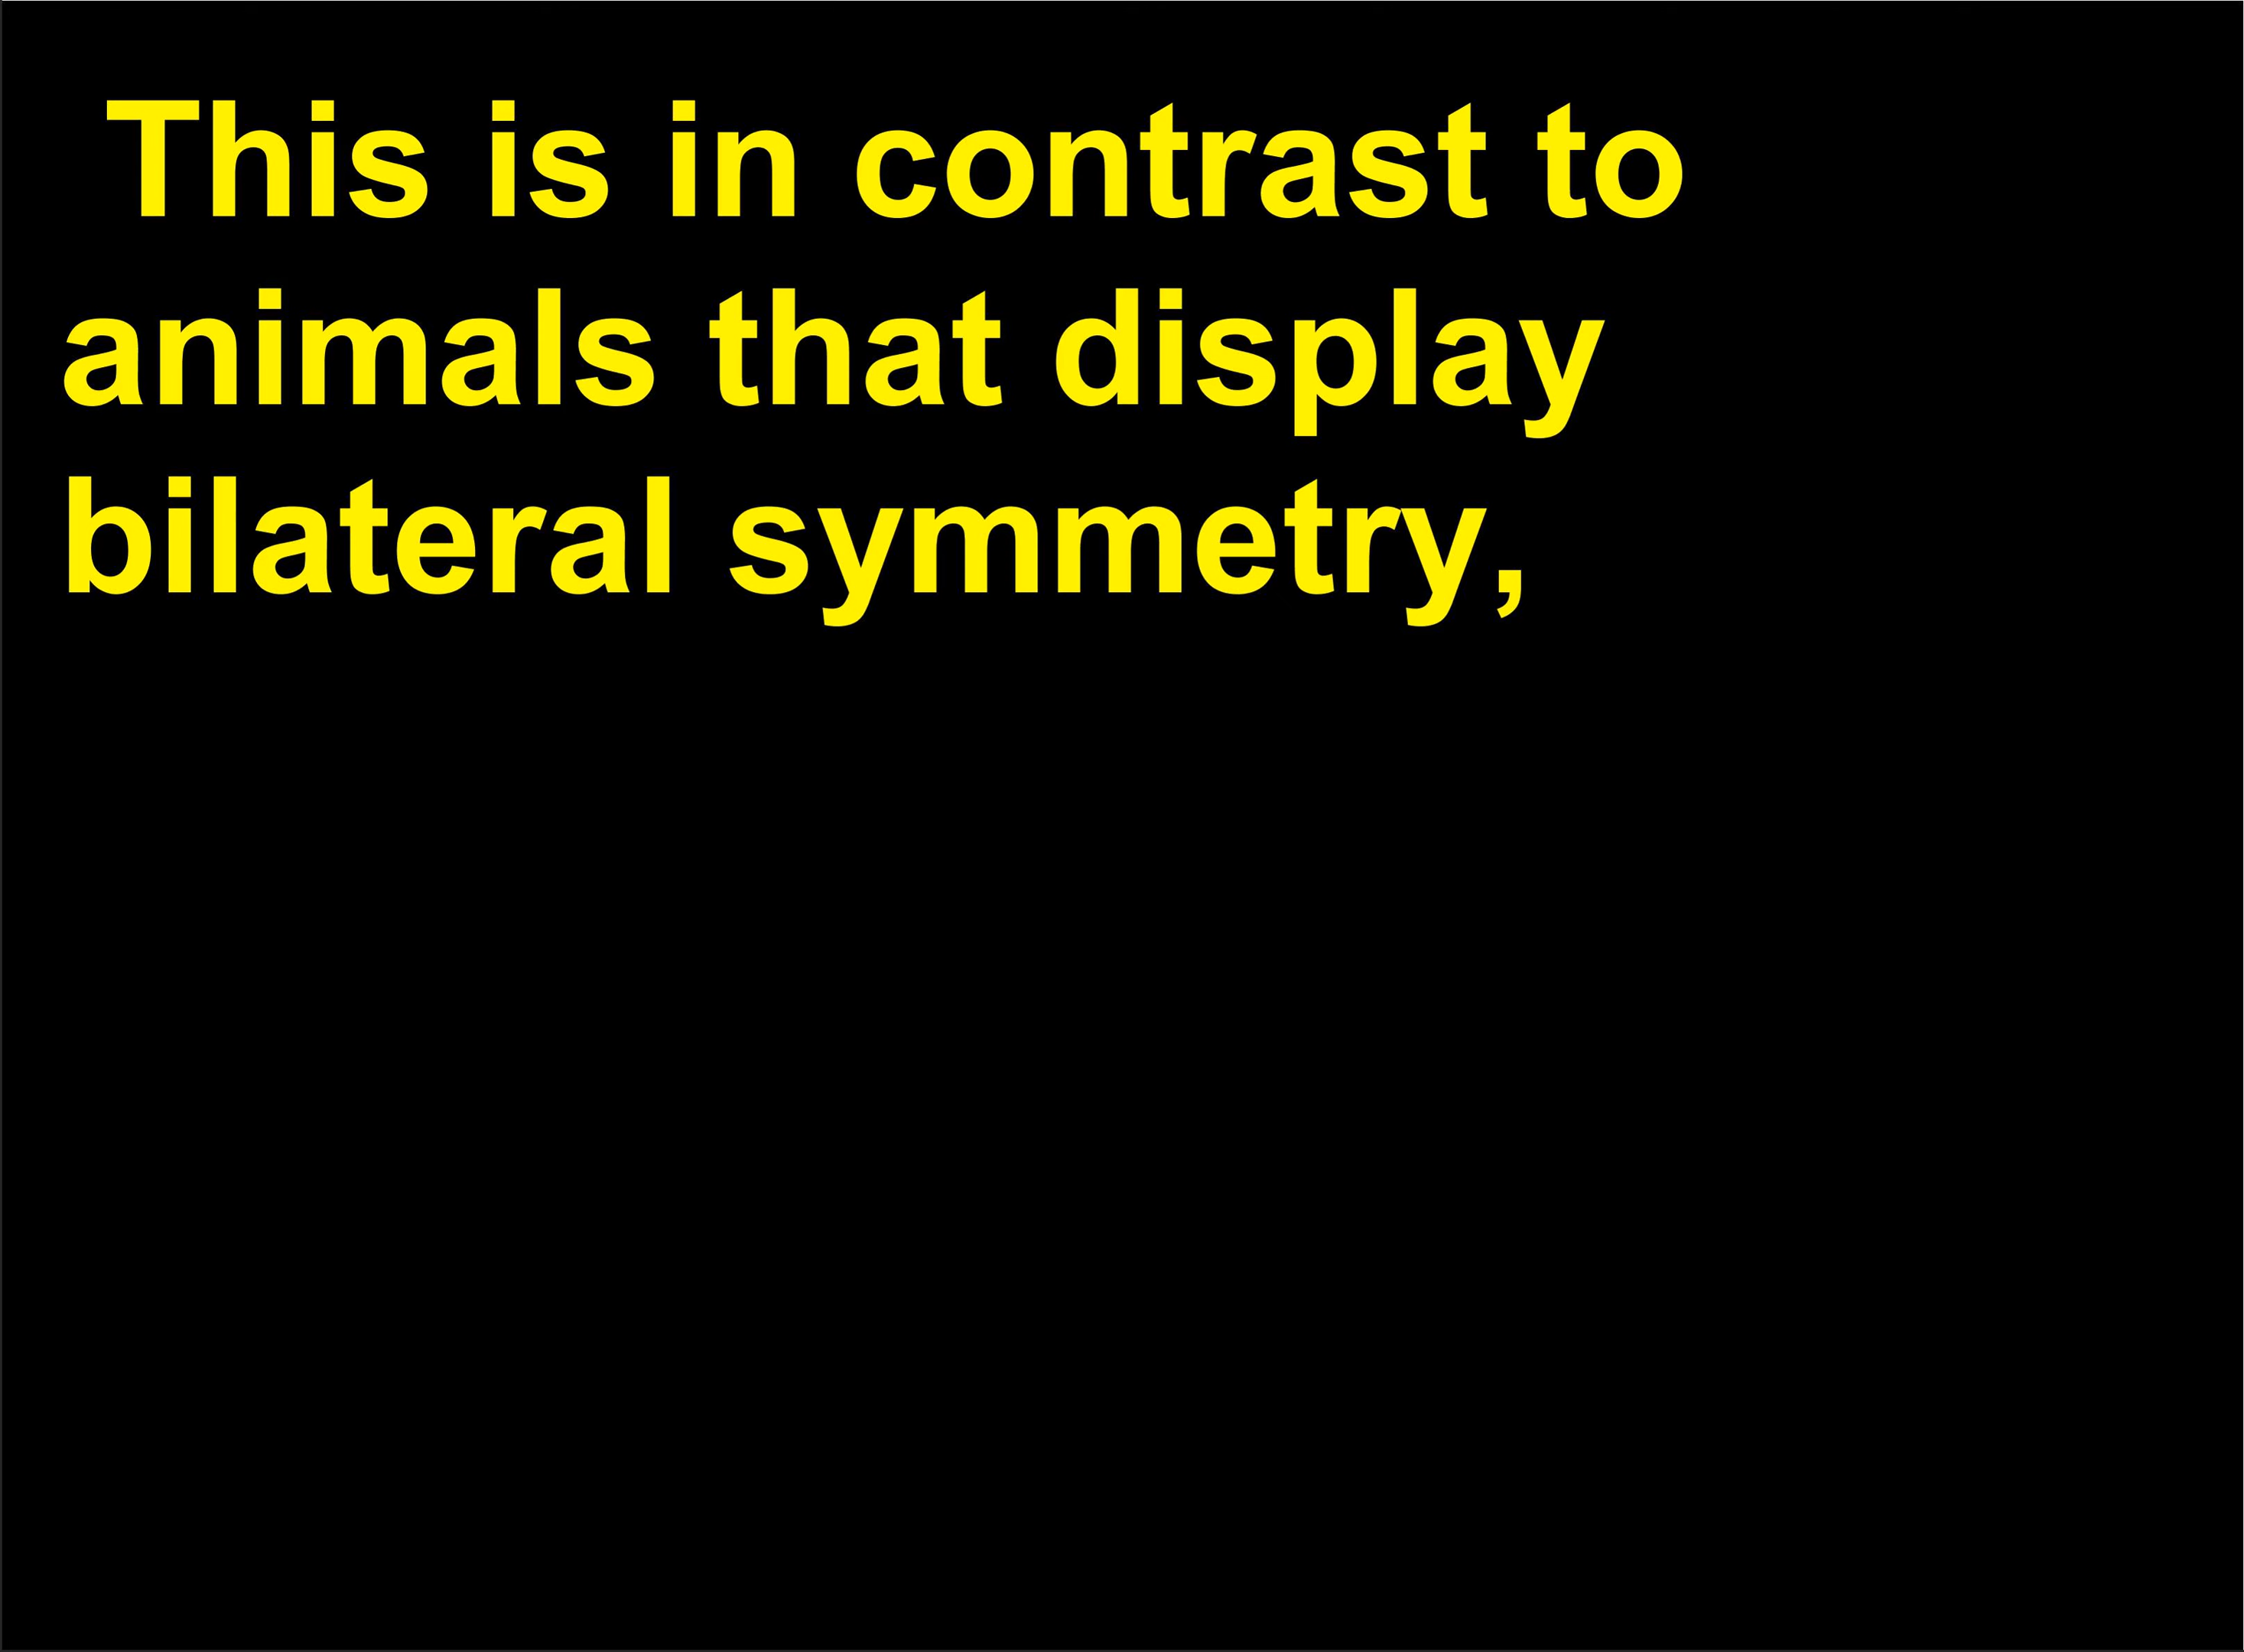 This is in contrast to
animals that display
bilateral symmetry,